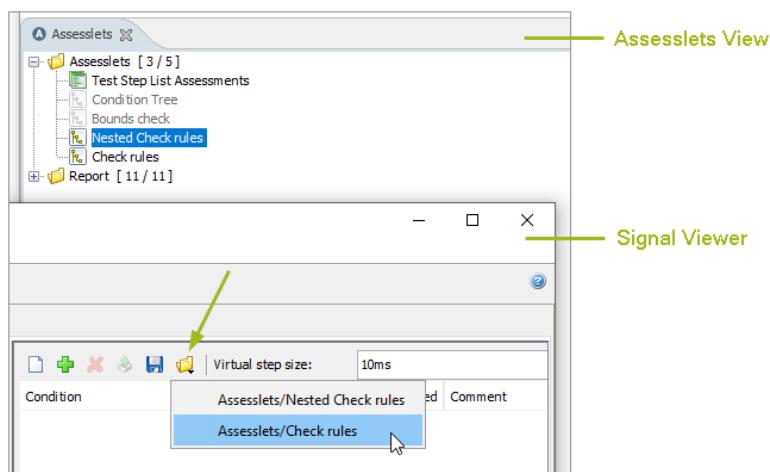 Assesslets
Assesslets View
Assesslets [ 3 / 5 ]
Test Step List Assessments
Condition Tree
Bounds check
Nested Check rules
Check rules
Report [ 11 / 11 ]
Signal Viewer
Virtual step size: 10ms
Condition ed Comment
Assesslets/Nested Check rules
Assesslets/Check rules